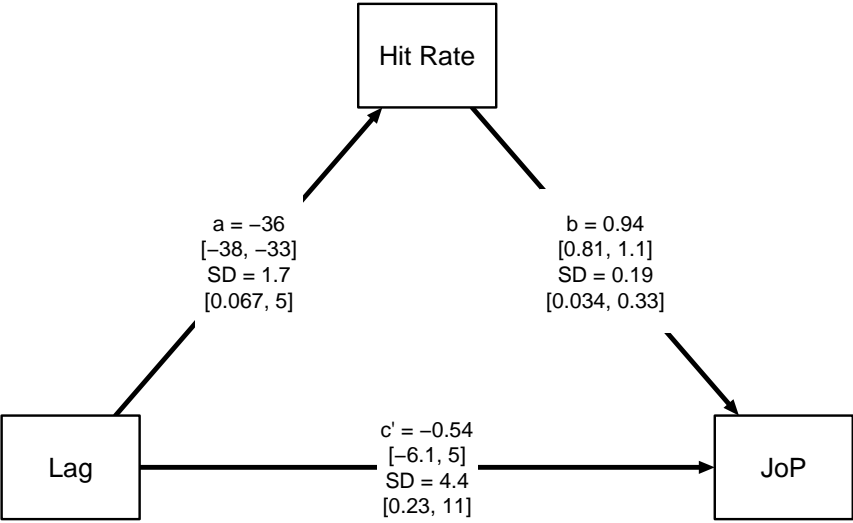 Hit Rate
a = −36
[−38, −33]
SD = 1.7
[0.067, 5]
b = 0.94
[0.81, 1.1]
SD = 0.19
[0.034, 0.33]
Lag
c' = −0.54
[−6.1, 5]
SD = 4.4
[0.23, 11]
JoP